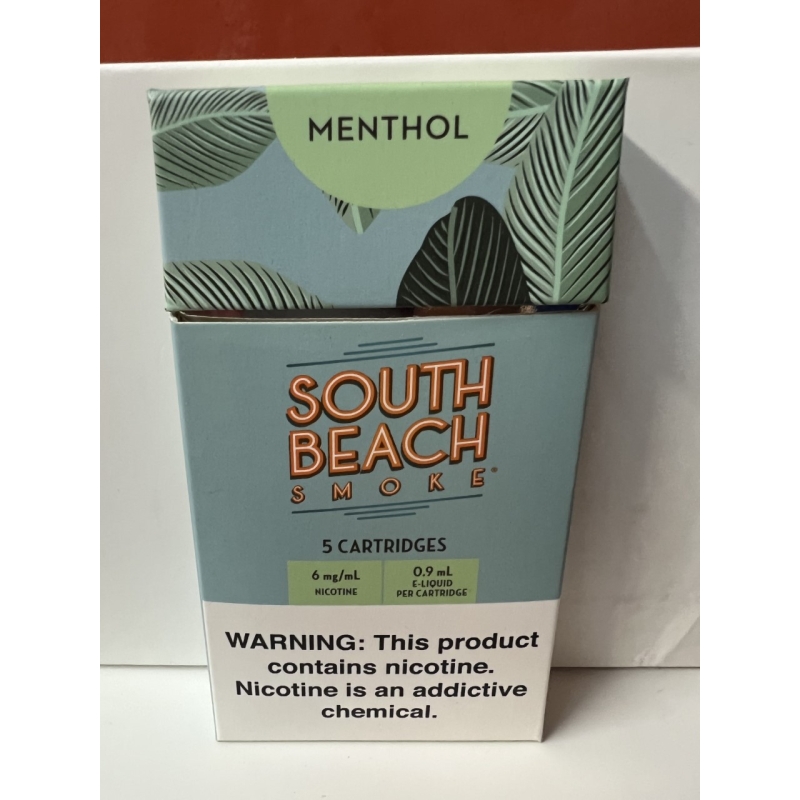 MENTHOL
SOUTH
BEACH
SMOKE®
5 CARTRIDGES
6 mg/mL
NICOTINE
0.9 mL
E-LIQUID
PER CARTRIDGE
WARNING: This product
contains nicotine.
Nicotine is an addictive
chemical.